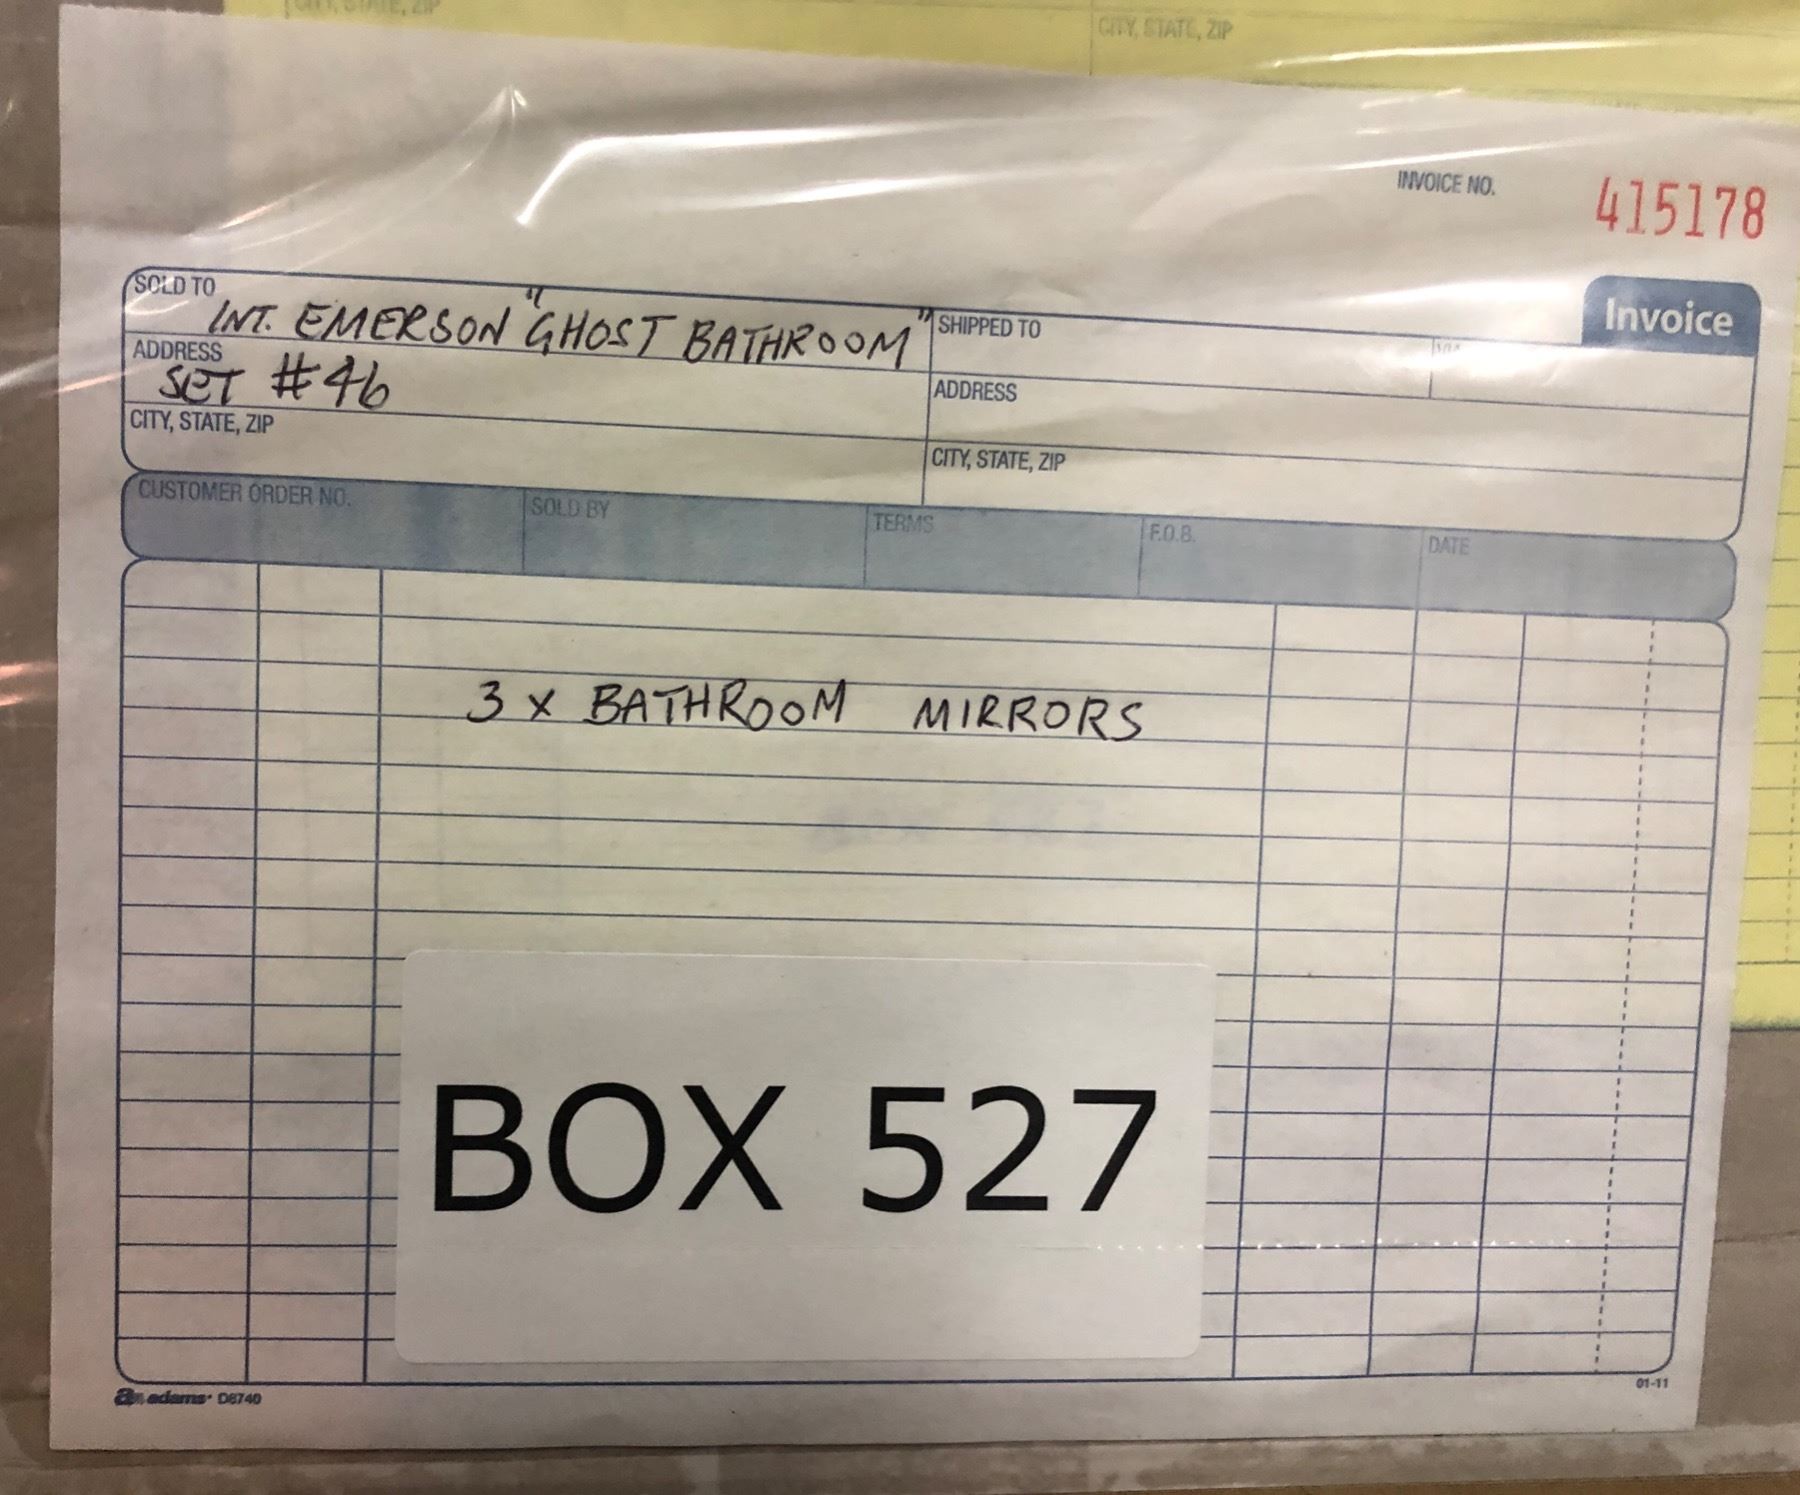 CITY, STATE, ZIP
CITY, STATE, ZIP
INVOICE NO. 415178
Invoice
SOLD TO
INT. EMERSON "GHOST BATHROOM"
SHIPPED TO
VIA
ADDRESS
SET #46
ADDRESS
CITY, STATE, ZIP
CITY, STATE, ZIP
CUSTOMER ORDER NO. SOLD BY TERMS F.O.B. DATE
3 x BATHROOM MIRRORS
BOX 527
adams D8740
01-11